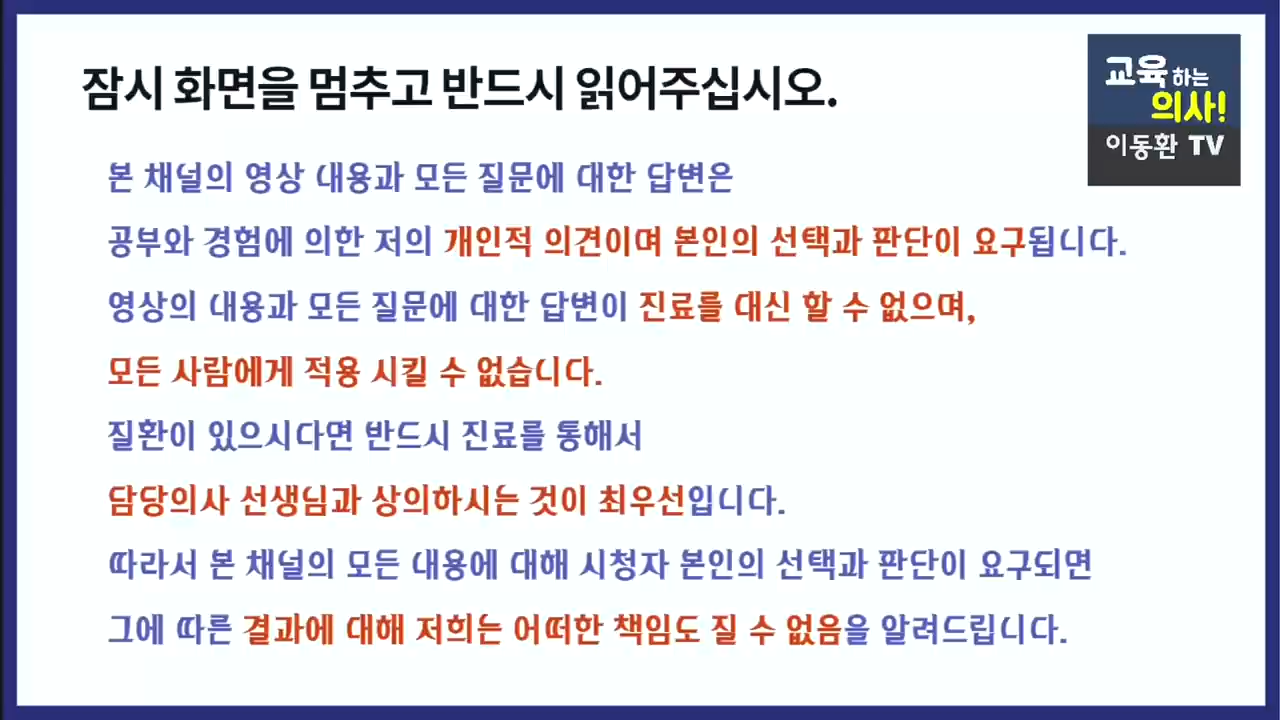 잠시 화면을 멈추고 반드시 읽어주십시오.
교육 하는
의사!
이동환 TV
본 채널의 영상 내용과 모든 질문에 대한 답변은
공부와 경험에 의한 저의 개인적 의견이며 본인의 선택과 판단이 요구됩니다.
영상의 내용과 모든 질문에 대한 답변이 진료를 대신 할 수 없으며,
모든 사람에게 적용 시킬 수 없습니다.
질환이 있으시다면 반드시 진료를 통해서
담당의사 선생님과 상의하시는 것이 최우선입니다.
따라서 본 채널의 모든 내용에 대해 시청자 본인의 선택과 판단이 요구되면
그에 따른 결과에 대해 저희는 어떠한 책임도 질 수 없음을 알려드립니다.